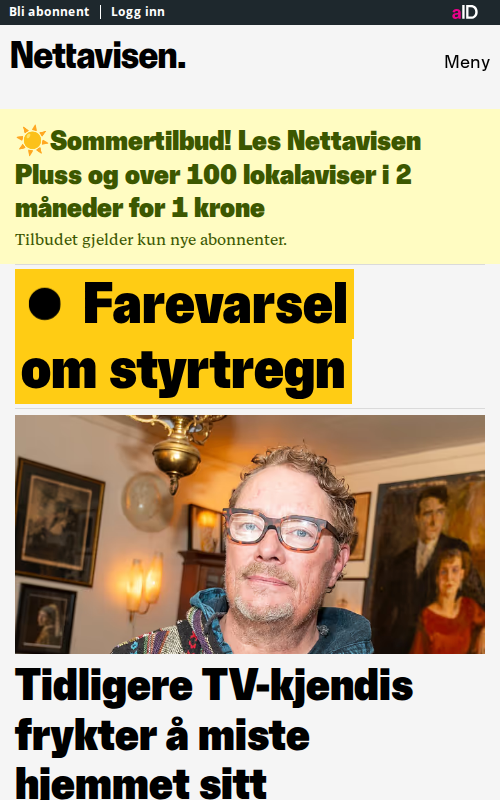 Bli abonnent | Logg inn
aID
Nettavisen.
Meny
☀️Sommertilbud! Les Nettavisen
Pluss og over 100 lokalaviser i 2
måneder for 1 krone
Tilbudet gjelder kun nye abonnenter.
● Farevarsel
om styrtregn
Tidligere TV-kjendis
frykter å miste
hjemmet sitt